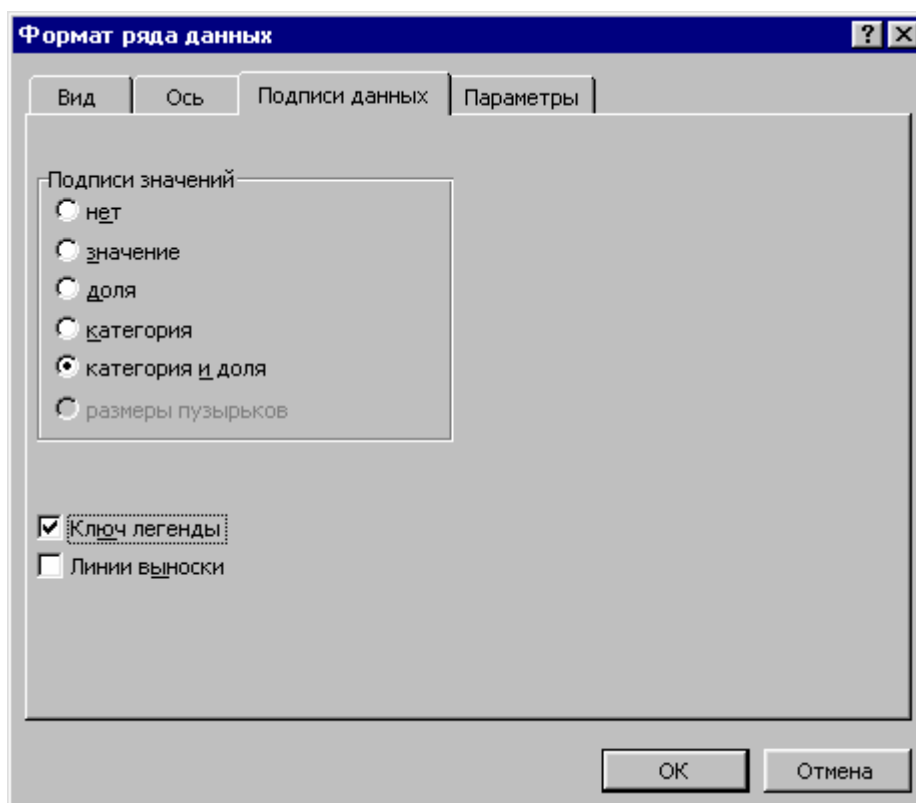 Формат ряда данных
Вид Ось Подписи данных Параметры
Подписи значений
нет
значение
доля
категория
категория и доля
размеры пузырьков
Ключ легенды
Линии выноски
ОК Отмена